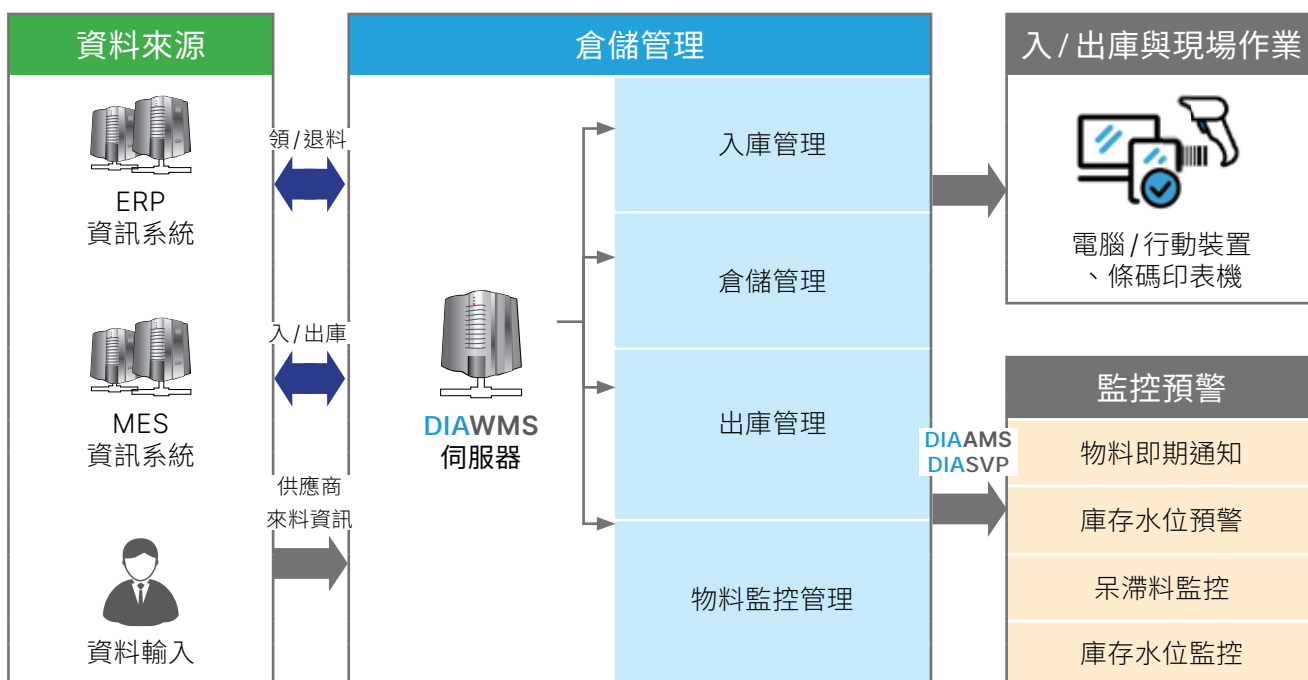 資料來源
ERP
資訊系統
MES
資訊系統
資料輸入
領/退料
入/出庫
供應商
來料資訊
倉儲管理
DIAWMS
伺服器
入庫管理
倉儲管理
出庫管理
物料監控管理
DIAAMS
DIASVP
入/出庫與現場作業
電腦/行動裝置
、條碼印表機
監控預警
物料即期通知
庫存水位預警
呆滯料監控
庫存水位監控